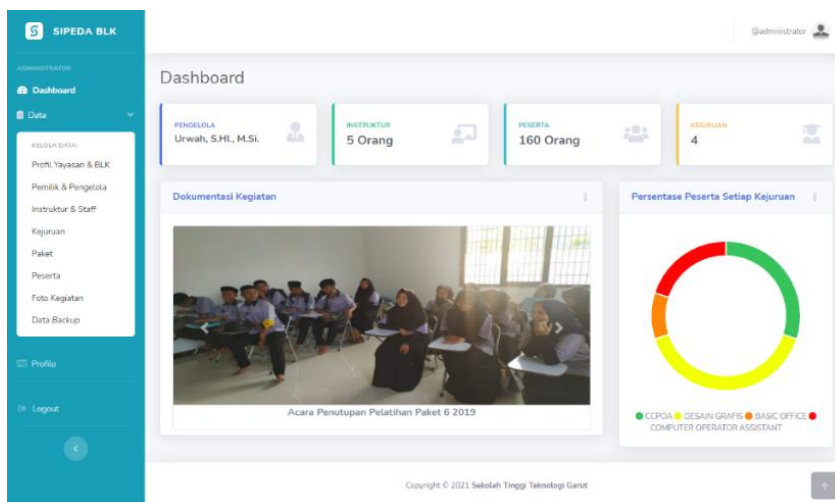 SIPEDA BLK
@administrator
ADMINISTRATOR
Dashboard
Data
KELOLA DATA:
Profil Yayasan & BLK
Pemilik & Pengelola
Instruktur & Staff
Kejuruan
Paket
Peserta
Foto Kegiatan
Data Backup
Profile
Logout
Dashboard
PENGELOLA
Urwah, S.HI., M.Si.
INSTRUKTUR
5 Orang
PESERTA
160 Orang
KEJURUAN
4
Dokumentasi Kegiatan
Acara Penutupan Pelatihan Paket 6 2019
Persentase Peserta Setiap Kejuruan
CCPOA DESAIN GRAFIS BASIC OFFICE
COMPUTER OPERATOR ASSISTANT
Copyright © 2021 Sekolah Tinggi Teknologi Garut